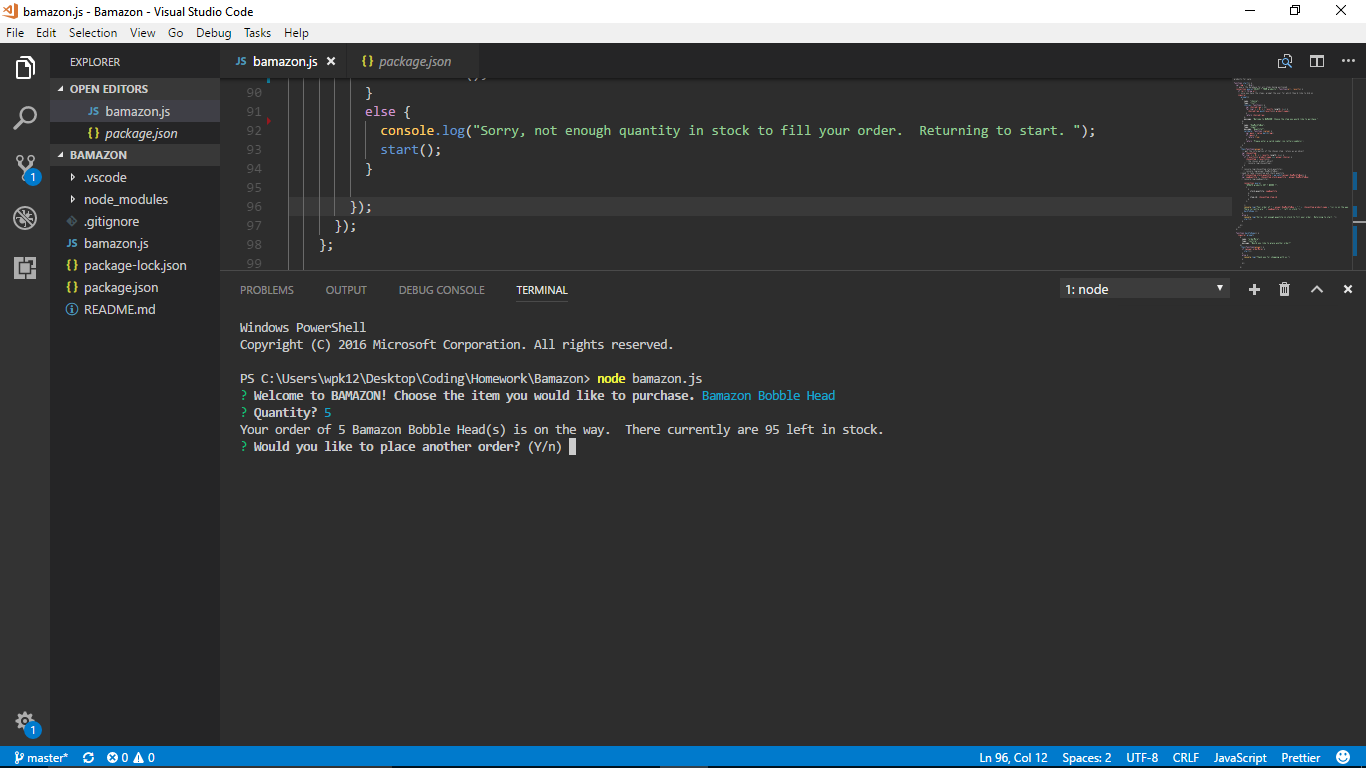 bamazon.js - Bamazon - Visual Studio Code
File Edit Selection View Go Debug Tasks Help
EXPLORER
OPEN EDITORS
JS bamazon.js
{} package.json
BAMAZON
.vscode
node_modules
.gitignore
JS bamazon.js
{} package-lock.json
{} package.json
README.md
1
1
JS bamazon.js
{} package.json
90 }
91 else {
92 console.log("Sorry, not enough quantity in stock to fill your order.  Returning to start. ");
93 start();
94 }
95
96 });
97 });
98 };
99
PROBLEMS OUTPUT DEBUG CONSOLE TERMINAL
1: node
Windows PowerShell
Copyright (C) 2016 Microsoft Corporation. All rights reserved.
PS C:\Users\wpk12\Desktop\Coding\Homework\Bamazon> node bamazon.js
? Welcome to BAMAZON! Choose the item you would like to purchase. Bamazon Bobble Head
? Quantity? 5
Your order of 5 Bamazon Bobble Head(s) is on the way.  There currently are 95 left in stock.
? Would you like to place another order? (Y/n)
master* 0 0 Ln 96, Col 12 Spaces: 2 UTF-8 CRLF JavaScript Prettier